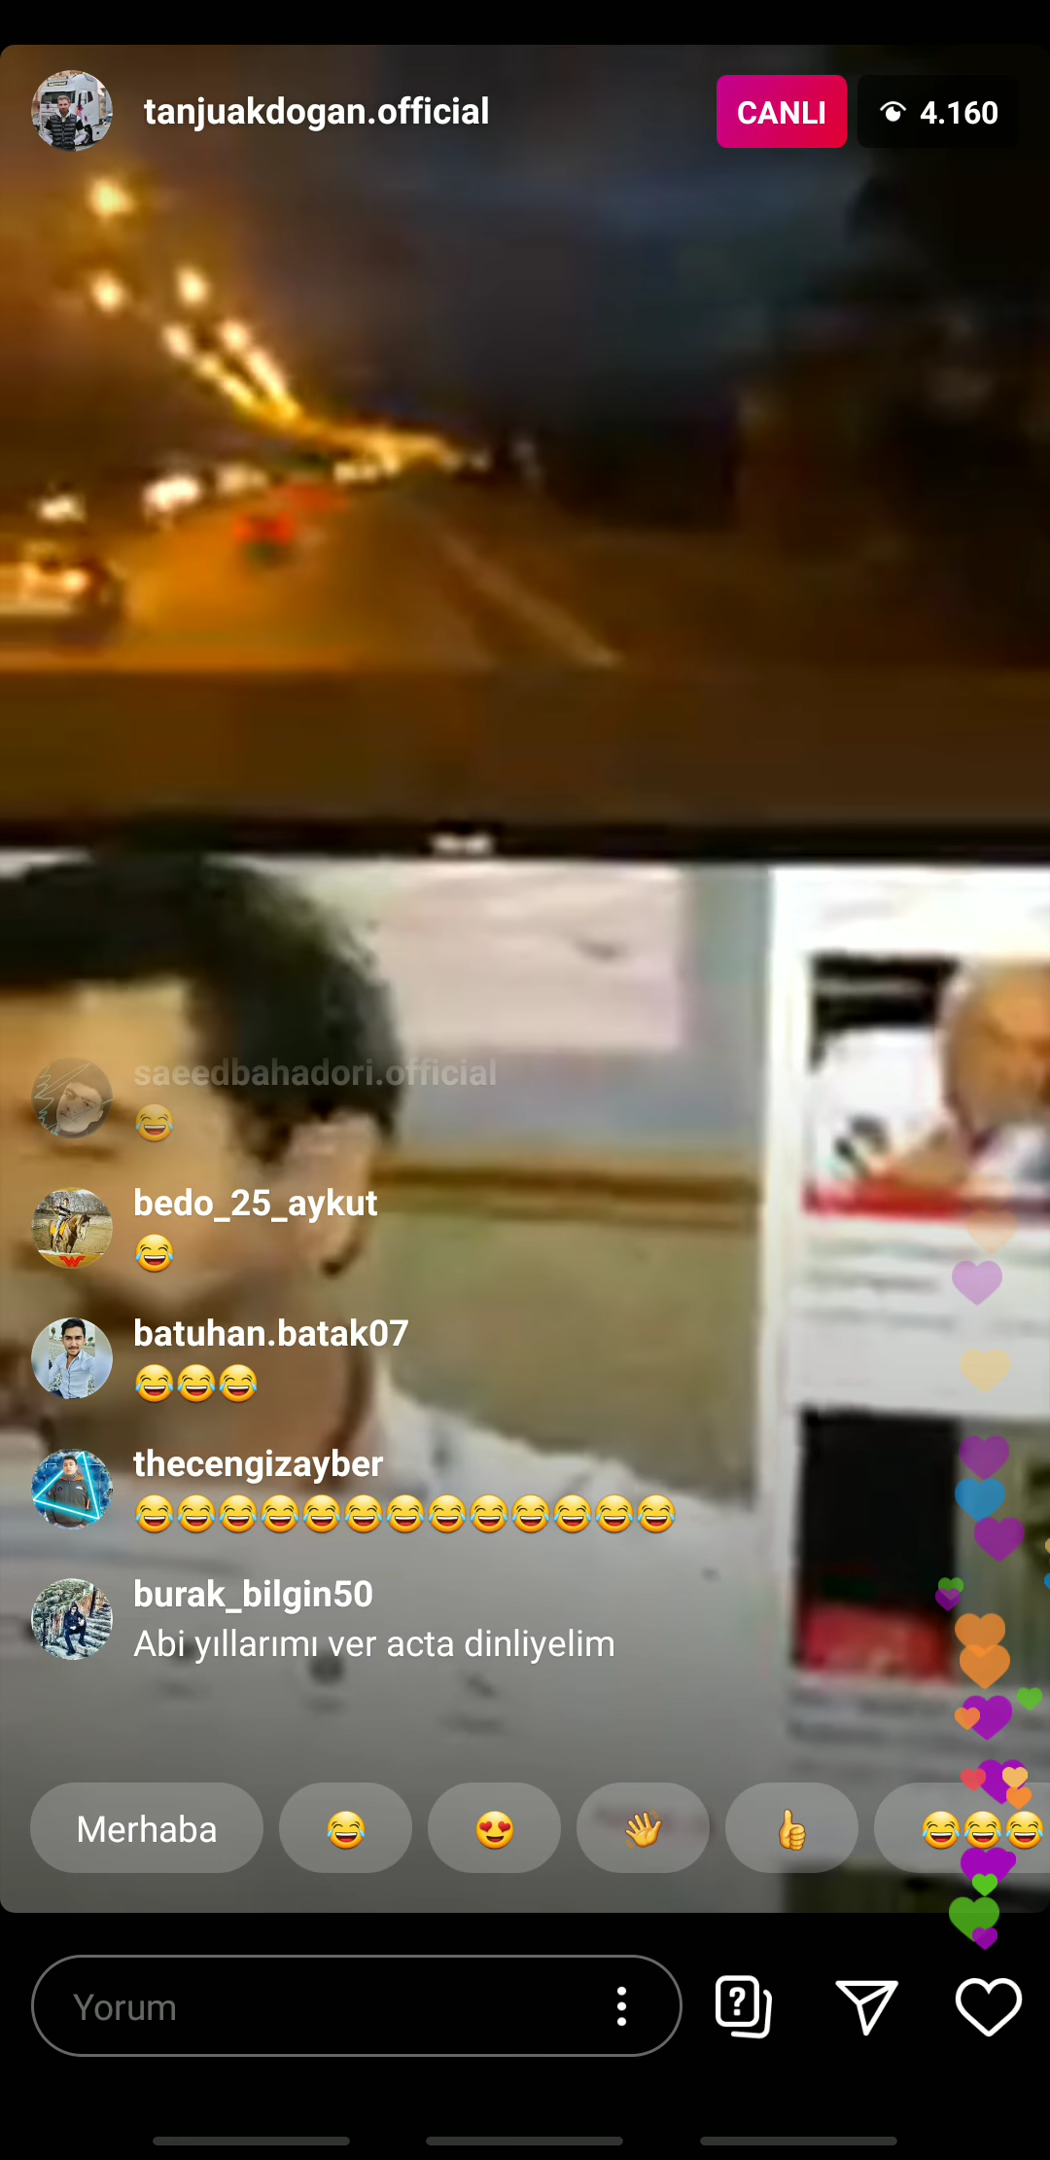 tanjuakdogan.official
CANLI
4.160
saeedbahadori.official
😂
bedo_25_aykut
😂
batuhan.batak07
😂😂😂
thecengizayber
😂😂😂😂😂😂😂😂😂😂😂😂😂
burak_bilgin50
Abi yıllarımı ver acta dinliyelim
Merhaba 😂 😍 👋 👍 😂😂😂
Yorum